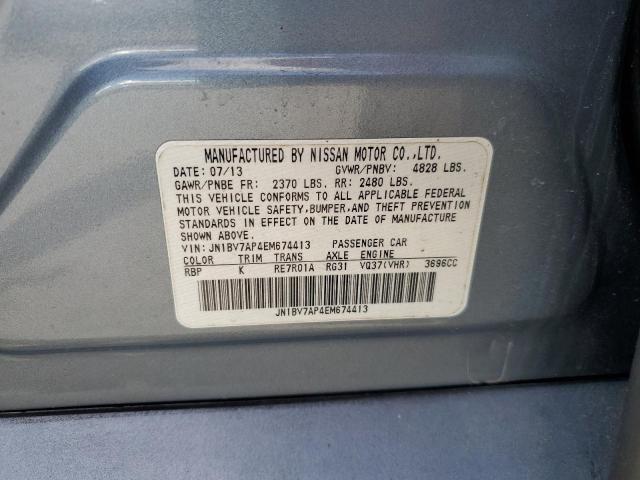 MANUFACTURED BY NISSAN MOTOR CO.,LTD.
DATE: 07/13 GVWR/PNBV: 4828 LBS.
GAWR/PNBE FR: 2370 LBS. RR: 2480 LBS.
THIS VEHICLE CONFORMS TO ALL APPLICABLE FEDERAL
MOTOR VEHICLE SAFETY, BUMPER, AND THEFT PREVENTION
STANDARDS IN EFFECT ON THE DATE OF MANUFACTURE
SHOWN ABOVE.
VIN: JN1BV7AP4EM674413 PASSENGER CAR
COLOR TRIM TRANS AXLE ENGINE
RBP K RE7R01A RG31 VQ37(VHR) 3696CC
JN1BV7AP4EM674413